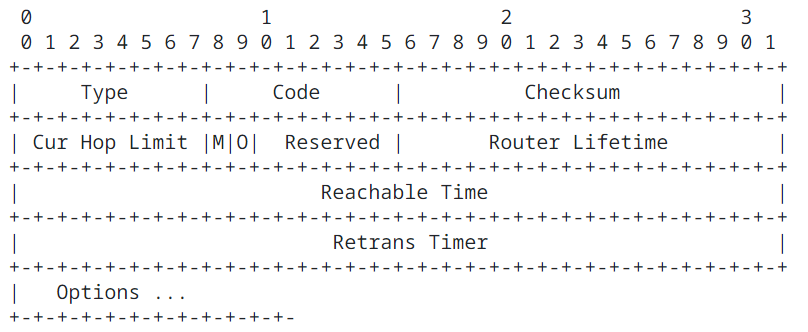 0                   1                   2                   3
 0 1 2 3 4 5 6 7 8 9 0 1 2 3 4 5 6 7 8 9 0 1 2 3 4 5 6 7 8 9 0 1
+-+-+-+-+-+-+-+-+-+-+-+-+-+-+-+-+-+-+-+-+-+-+-+-+-+-+-+-+-+-+-+-+
|     Type      |     Code      |          Checksum             |
+-+-+-+-+-+-+-+-+-+-+-+-+-+-+-+-+-+-+-+-+-+-+-+-+-+-+-+-+-+-+-+-+
| Cur Hop Limit |M|O|  Reserved |       Router Lifetime         |
+-+-+-+-+-+-+-+-+-+-+-+-+-+-+-+-+-+-+-+-+-+-+-+-+-+-+-+-+-+-+-+-+
|                         Reachable Time                        |
+-+-+-+-+-+-+-+-+-+-+-+-+-+-+-+-+-+-+-+-+-+-+-+-+-+-+-+-+-+-+-+-+
|                          Retrans Timer                        |
+-+-+-+-+-+-+-+-+-+-+-+-+-+-+-+-+-+-+-+-+-+-+-+-+-+-+-+-+-+-+-+-+
|   Options ...
+-+-+-+-+-+-+-+-+-+-+-+-